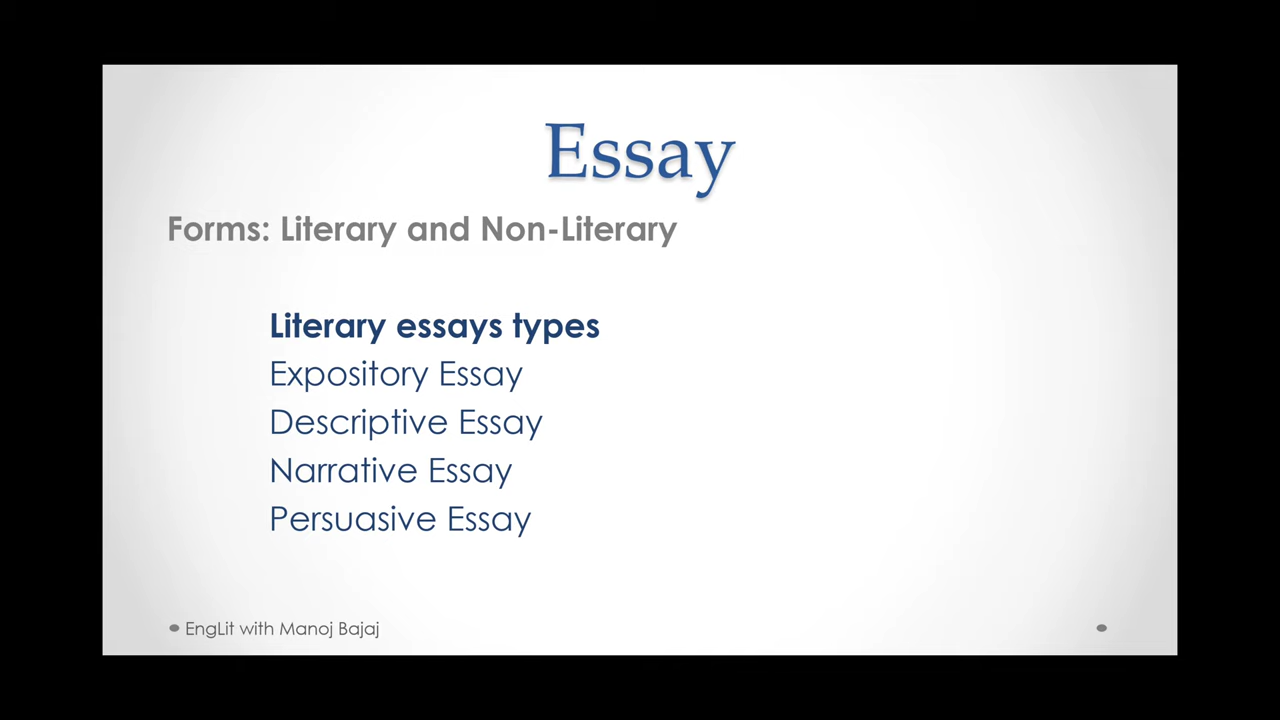 Essay
Forms: Literary and Non-Literary
Literary essays types
Expository Essay
Descriptive Essay
Narrative Essay
Persuasive Essay
EngLit with Manoj Bajaj